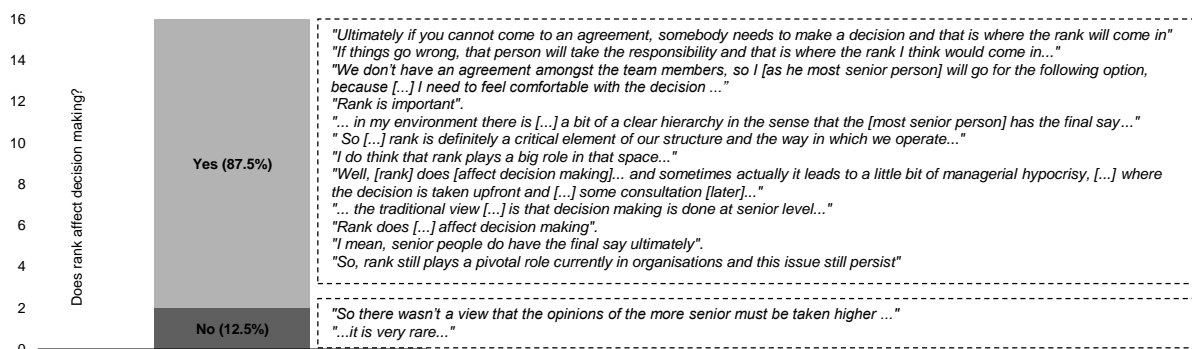 16
14
12
10
8
6
4
2
0
Does rank affect decision making?
Yes (87.5%)
No (12.5%)
"Ultimately if you cannot come to an agreement, somebody needs to make a decision and that is where the rank will come in"
"If things go wrong, that person will take the responsibility and that is where the rank I think would come in..."
"We don't have an agreement amongst the team members, so I [as he most senior person] will go for the following option,
because [...] I need to feel comfortable with the decision ..."
"Rank is important".
"... in my environment there is [...] a bit of a clear hierarchy in the sense that the [most senior person] has the final say..."
" So [...] rank is definitely a critical element of our structure and the way in which we operate..."
"I do think that rank plays a big role in that space..."
"Well, [rank] does [affect decision making]... and sometimes actually it leads to a little bit of managerial hypocrisy, [...] where
the decision is taken upfront and [...] some consultation [later]..."
"... the traditional view [...] is that decision making is done at senior level..."
"Rank does [...] affect decision making".
"I mean, senior people do have the final say ultimately".
"So, rank still plays a pivotal role currently in organisations and this issue still persist"
"So there wasn't a view that the opinions of the more senior must be taken higher ..."
"...it is very rare..."